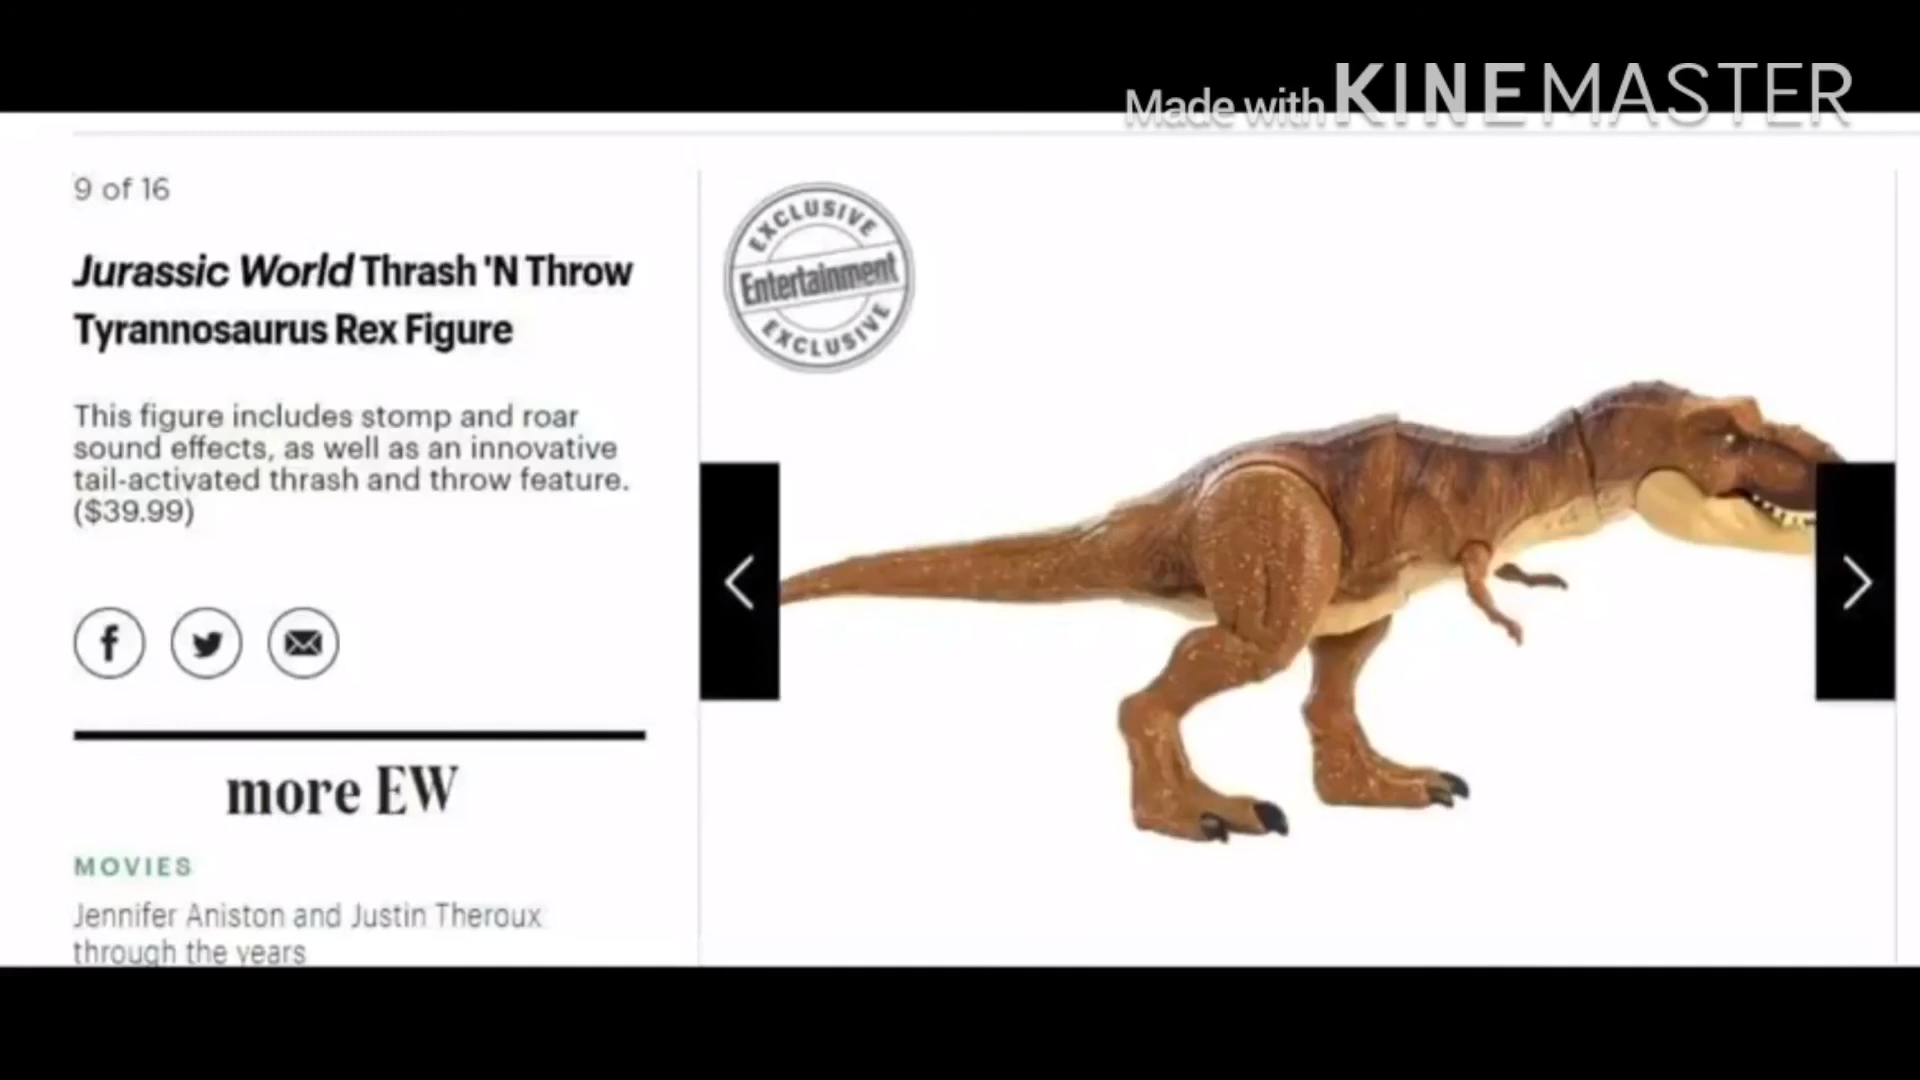 Made with KINEMASTER
9 of 16
Jurassic World Thrash 'N Throw
Tyrannosaurus Rex Figure
This figure includes stomp and roar
sound effects, as well as an innovative
tail-activated thrash and throw feature.
($39.99)
EXCLUSIVE
Entertainment
EXCLUSIVE
more EW
MOVIES
Jennifer Aniston and Justin Theroux
through the years